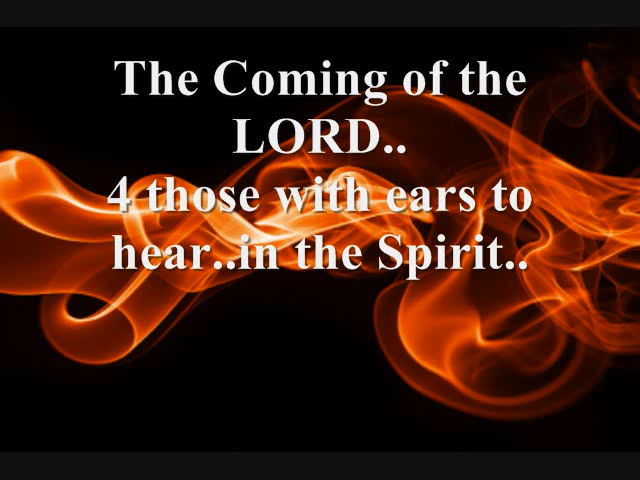 The Coming of the
LORD..
4 those with ears to
hear..in the Spirit..